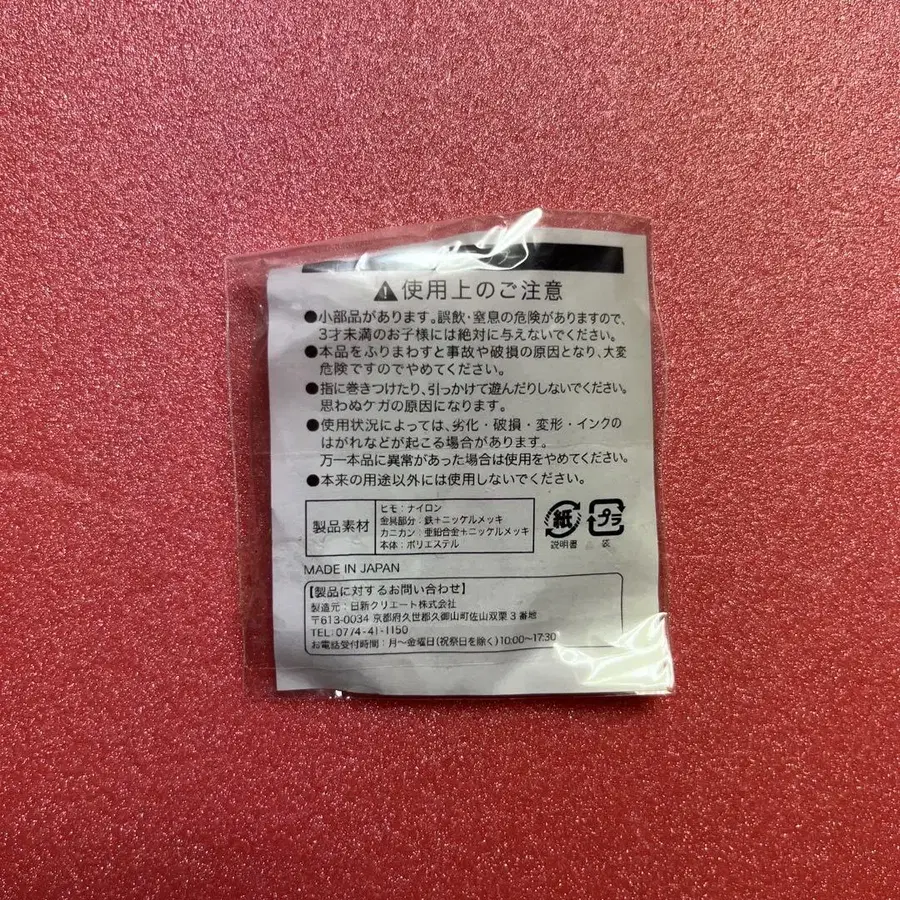 使用上のご注意
●小部品があります。誤飲・窒息の危険がありますので、
3才未満のお子様には絶対に与えないでください。
●本品をふりまわすと事故や破損の原因となり、大変
危険ですのでやめてください。
●指に巻きつけたり、引っかけて遊んだりしないでください。
思わぬケガの原因になります。
●使用状況によっては、劣化・破損・変形・インクの
はがれなどが起こる場合があります。
万一本品に異常があった場合は使用をやめてください。
●本来の用途以外には使用しないでください。
製品素材
ヒモ：ナイロン
金具部分：鉄＋ニッケルメッキ
カニカン：亜鉛合金＋ニッケルメッキ
本体：ポリエステル
紙
説明書
プラ
袋
MADE IN JAPAN
【製品に対するお問い合わせ】
製造元：日新クリエート株式会社
〒613-0034 京都府久世郡久御山町佐山双栗３番地
TEL：0774-41-1150
お電話受付時間：月〜金曜日（祝祭日を除く）10:00〜17:30